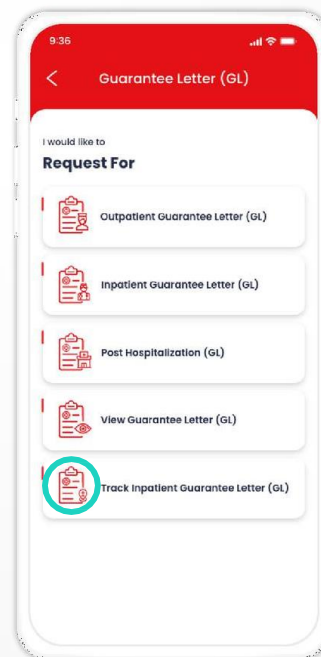 9:36
Guarantee Letter (GL)
I would like to
Request For
Outpatient Guarantee Letter (GL)
Inpatient Guarantee Letter (GL)
Post Hospitalization (GL)
View Guarantee Letter (GL)
Track Inpatient Guarantee Letter (GL)